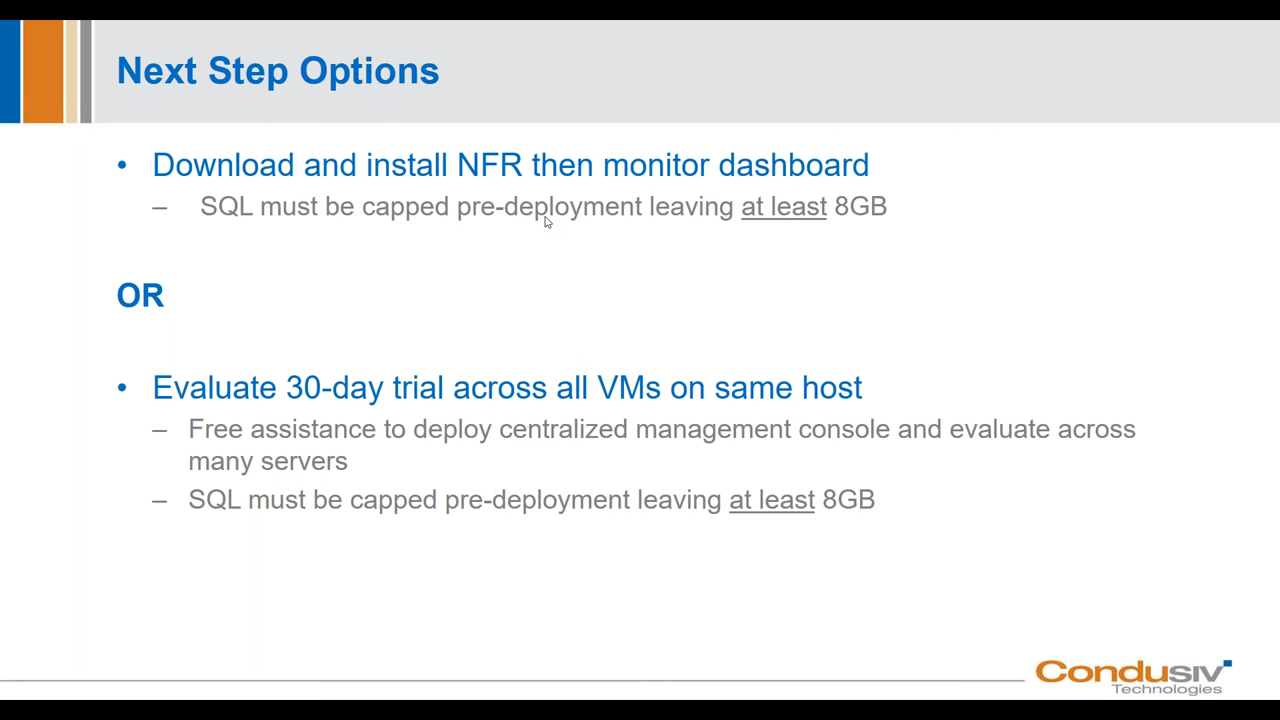 Next Step Options
• Download and install NFR then monitor dashboard
– SQL must be capped pre-deployment leaving at least 8GB
OR
• Evaluate 30-day trial across all VMs on same host
– Free assistance to deploy centralized management console and evaluate across
many servers
– SQL must be capped pre-deployment leaving at least 8GB
Condusiv
Technologies